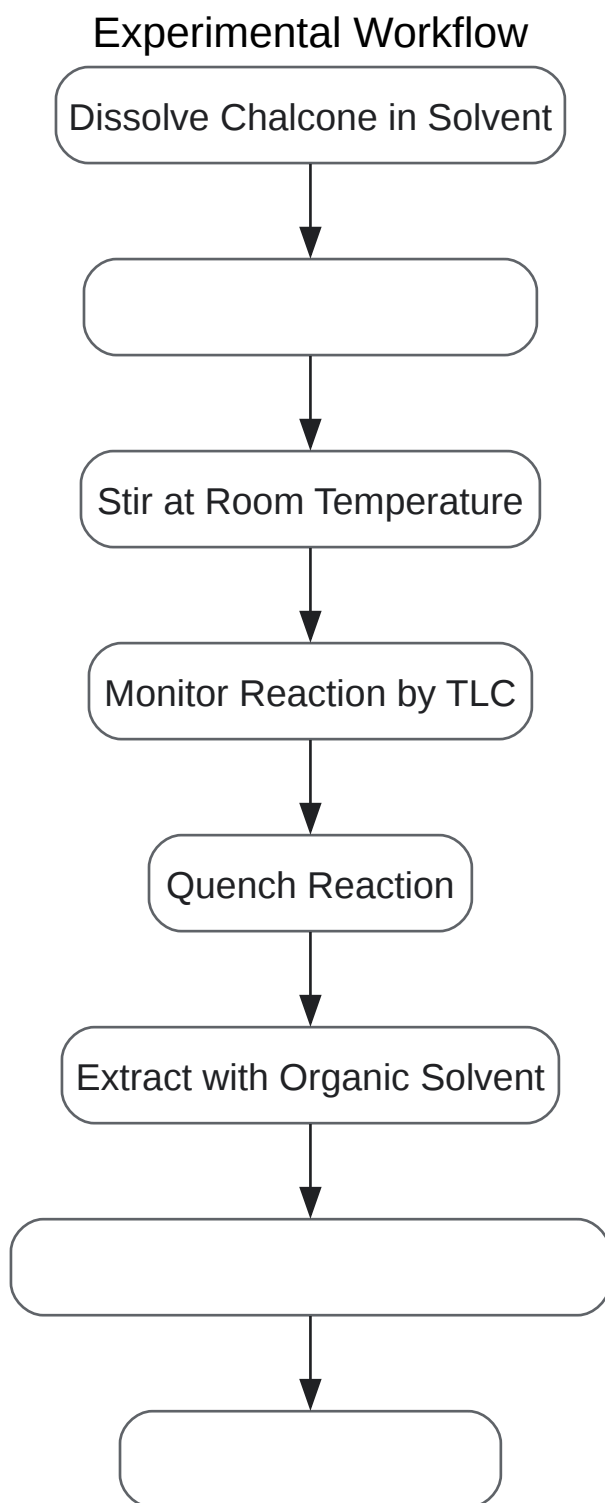 Experimental Workflow
Dissolve Chalcone in Solvent
Stir at Room Temperature
Monitor Reaction by TLC
Quench Reaction
Extract with Organic Solvent